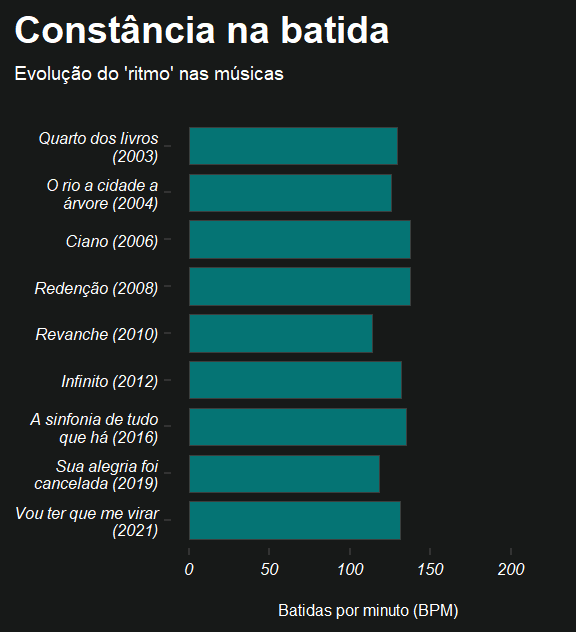 Constância na batida
Evolução do 'ritmo' nas músicas
Quarto dos livros
(2003)
O rio a cidade a
árvore (2004)
Ciano (2006)
Redenção (2008)
Revanche (2010)
Infinito (2012)
A sinfonia de tudo
que há (2016)
Sua alegria foi
cancelada (2019)
Vou ter que me virar
(2021)
0 50 100 150 200
Batidas por minuto (BPM)